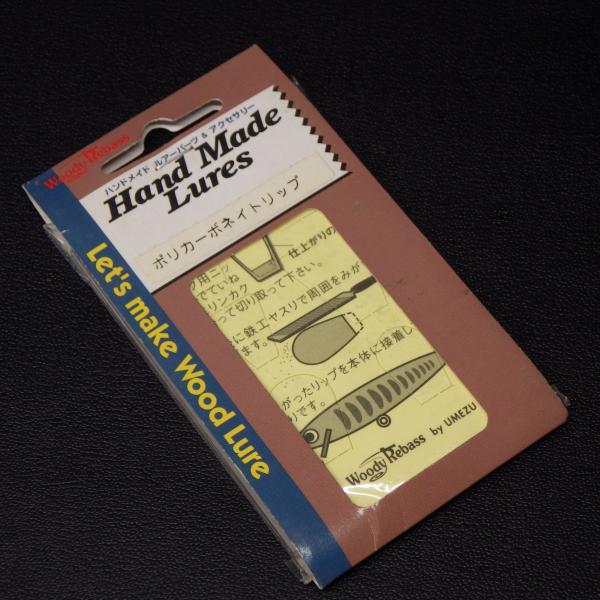 Woody Rebass
ハンドメイド ルアーパーツ & アクセサリー
Hand Made
Lures
ポリカーボネイトリップ
Let's make Wood Lure
仕上がりの
用ニッ
でていね
リンカク
って切り取って下さい。
に鉄工ヤスリで周囲をみが
ます。
がったリップを本体に接着し
りです。
Woody Rebass by UMEZU